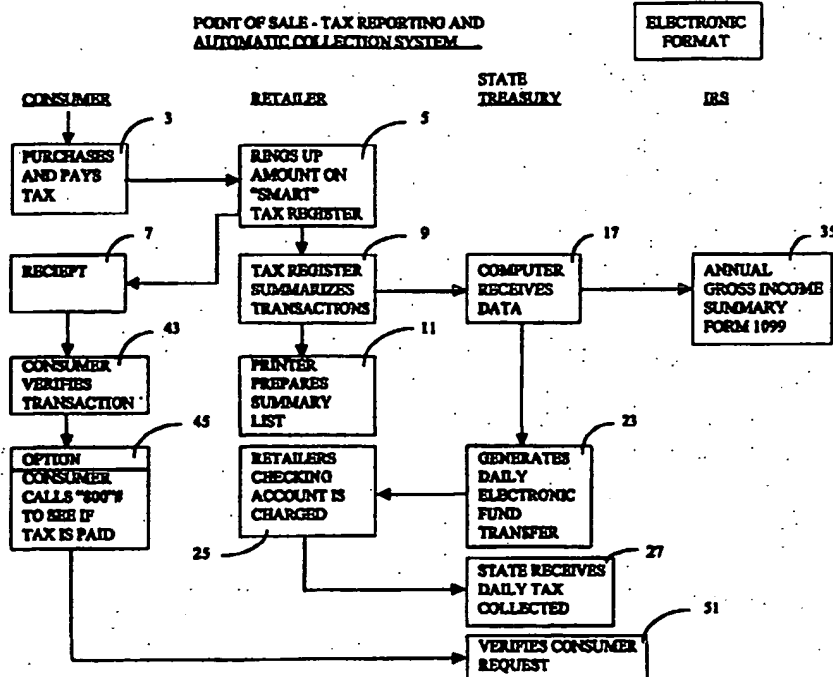 POINT OF SALE - TAX REPORTING AND
AUTOMATIC COLLECTION SYSTEM
ELECTRONIC
FORMAT
CONSUMER
RETAILER
STATE
TREASURY
IRS
3
PURCHASES
AND PAYS
TAX
5
RINGS UP
AMOUNT ON
"SMART"
TAX REGISTER
7
RECIEPT
9
TAX REGISTER
SUMMARIZES
TRANSACTIONS
17
COMPUTER
RECEIVES
DATA
35
ANNUAL
GROSS INCOME
SUMMARY
FORM 1099
43
CONSUMER
VERIFIES
TRANSACTION
11
PRINTER
PREPARES
SUMMARY
LIST
45
OPTION
CONSUMER
CALLS "800"#
TO SEE IF
TAX IS PAID
RETAILERS
CHECKING
ACCOUNT IS
CHARGED
25
23
GENERATES
DAILY
ELECTRONIC
FUND
TRANSFER
27
STATE RECEIVES
DAILY TAX
COLLECTED
51
VERIFIES CONSUMER
REQUEST